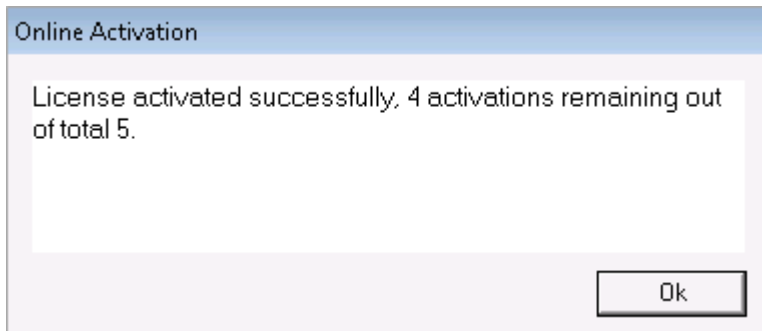 Online Activation
License activated successfully, 4 activations remaining out
of total 5.
Ok